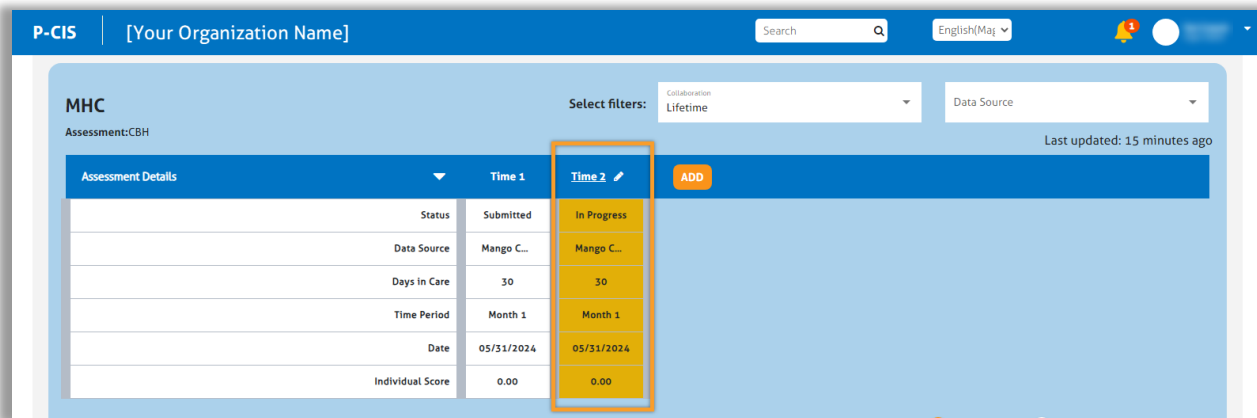 P-CIS [Your Organization Name] Search English(Maj 1
MHC Select filters: Collaboration Lifetime Data Source
Assessment:CBH
Last updated: 15 minutes ago
Assessment Details Time 1 Time 2 ADD
Status Submitted In Progress
Data Source Mango C... Mango C...
Days in Care 30 30
Time Period Month 1 Month 1
Date 05/31/2024 05/31/2024
Individual Score 0.00 0.00